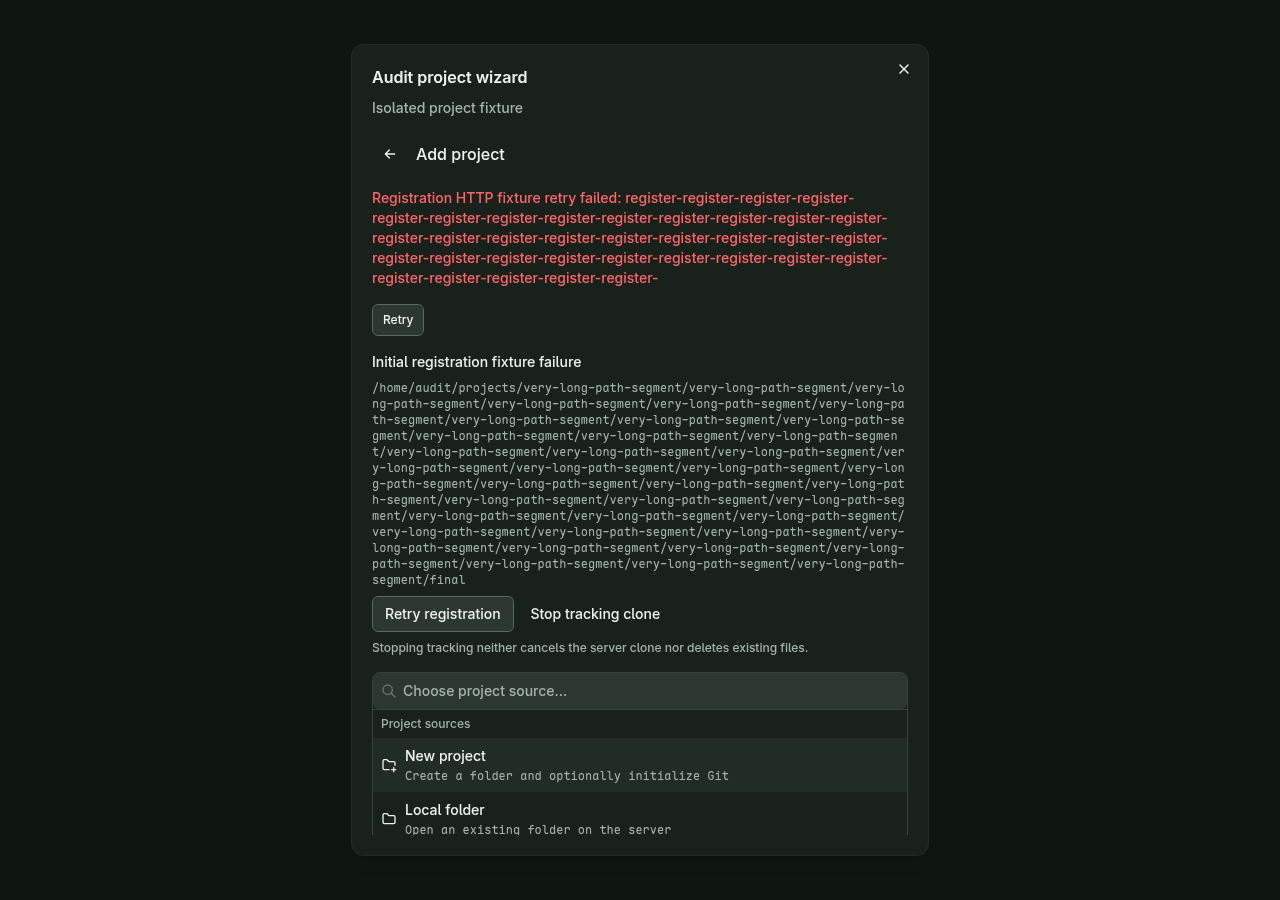 Audit project wizard
Isolated project fixture
Add project
Registration HTTP fixture retry failed: register-register-register-register-
register-register-register-register-register-register-register-register-register-
register-register-register-register-register-register-register-register-register-
register-register-register-register-register-register-register-register-register-
register-register-register-register-register-
Retry
Initial registration fixture failure
/home/audit/projects/very-long-path-segment/very-long-path-segment/very-lo
ng-path-segment/very-long-path-segment/very-long-path-segment/very-long-pa
th-segment/very-long-path-segment/very-long-path-segment/very-long-path-se
gment/very-long-path-segment/very-long-path-segment/very-long-path-segmen
t/very-long-path-segment/very-long-path-segment/very-long-path-segment/ver
y-long-path-segment/very-long-path-segment/very-long-path-segment/very-lon
g-path-segment/very-long-path-segment/very-long-path-segment/very-long-pat
h-segment/very-long-path-segment/very-long-path-segment/very-long-path-seg
ment/very-long-path-segment/very-long-path-segment/very-long-path-segment/
very-long-path-segment/very-long-path-segment/very-long-path-segment/very-
long-path-segment/very-long-path-segment/very-long-path-segment/very-long-
path-segment/very-long-path-segment/very-long-path-segment/very-long-path-
segment/final
Retry registration
Stop tracking clone
Stopping tracking neither cancels the server clone nor deletes existing files.
Choose project source...
Project sources
New project
Create a folder and optionally initialize Git
Local folder
Open an existing folder on the server